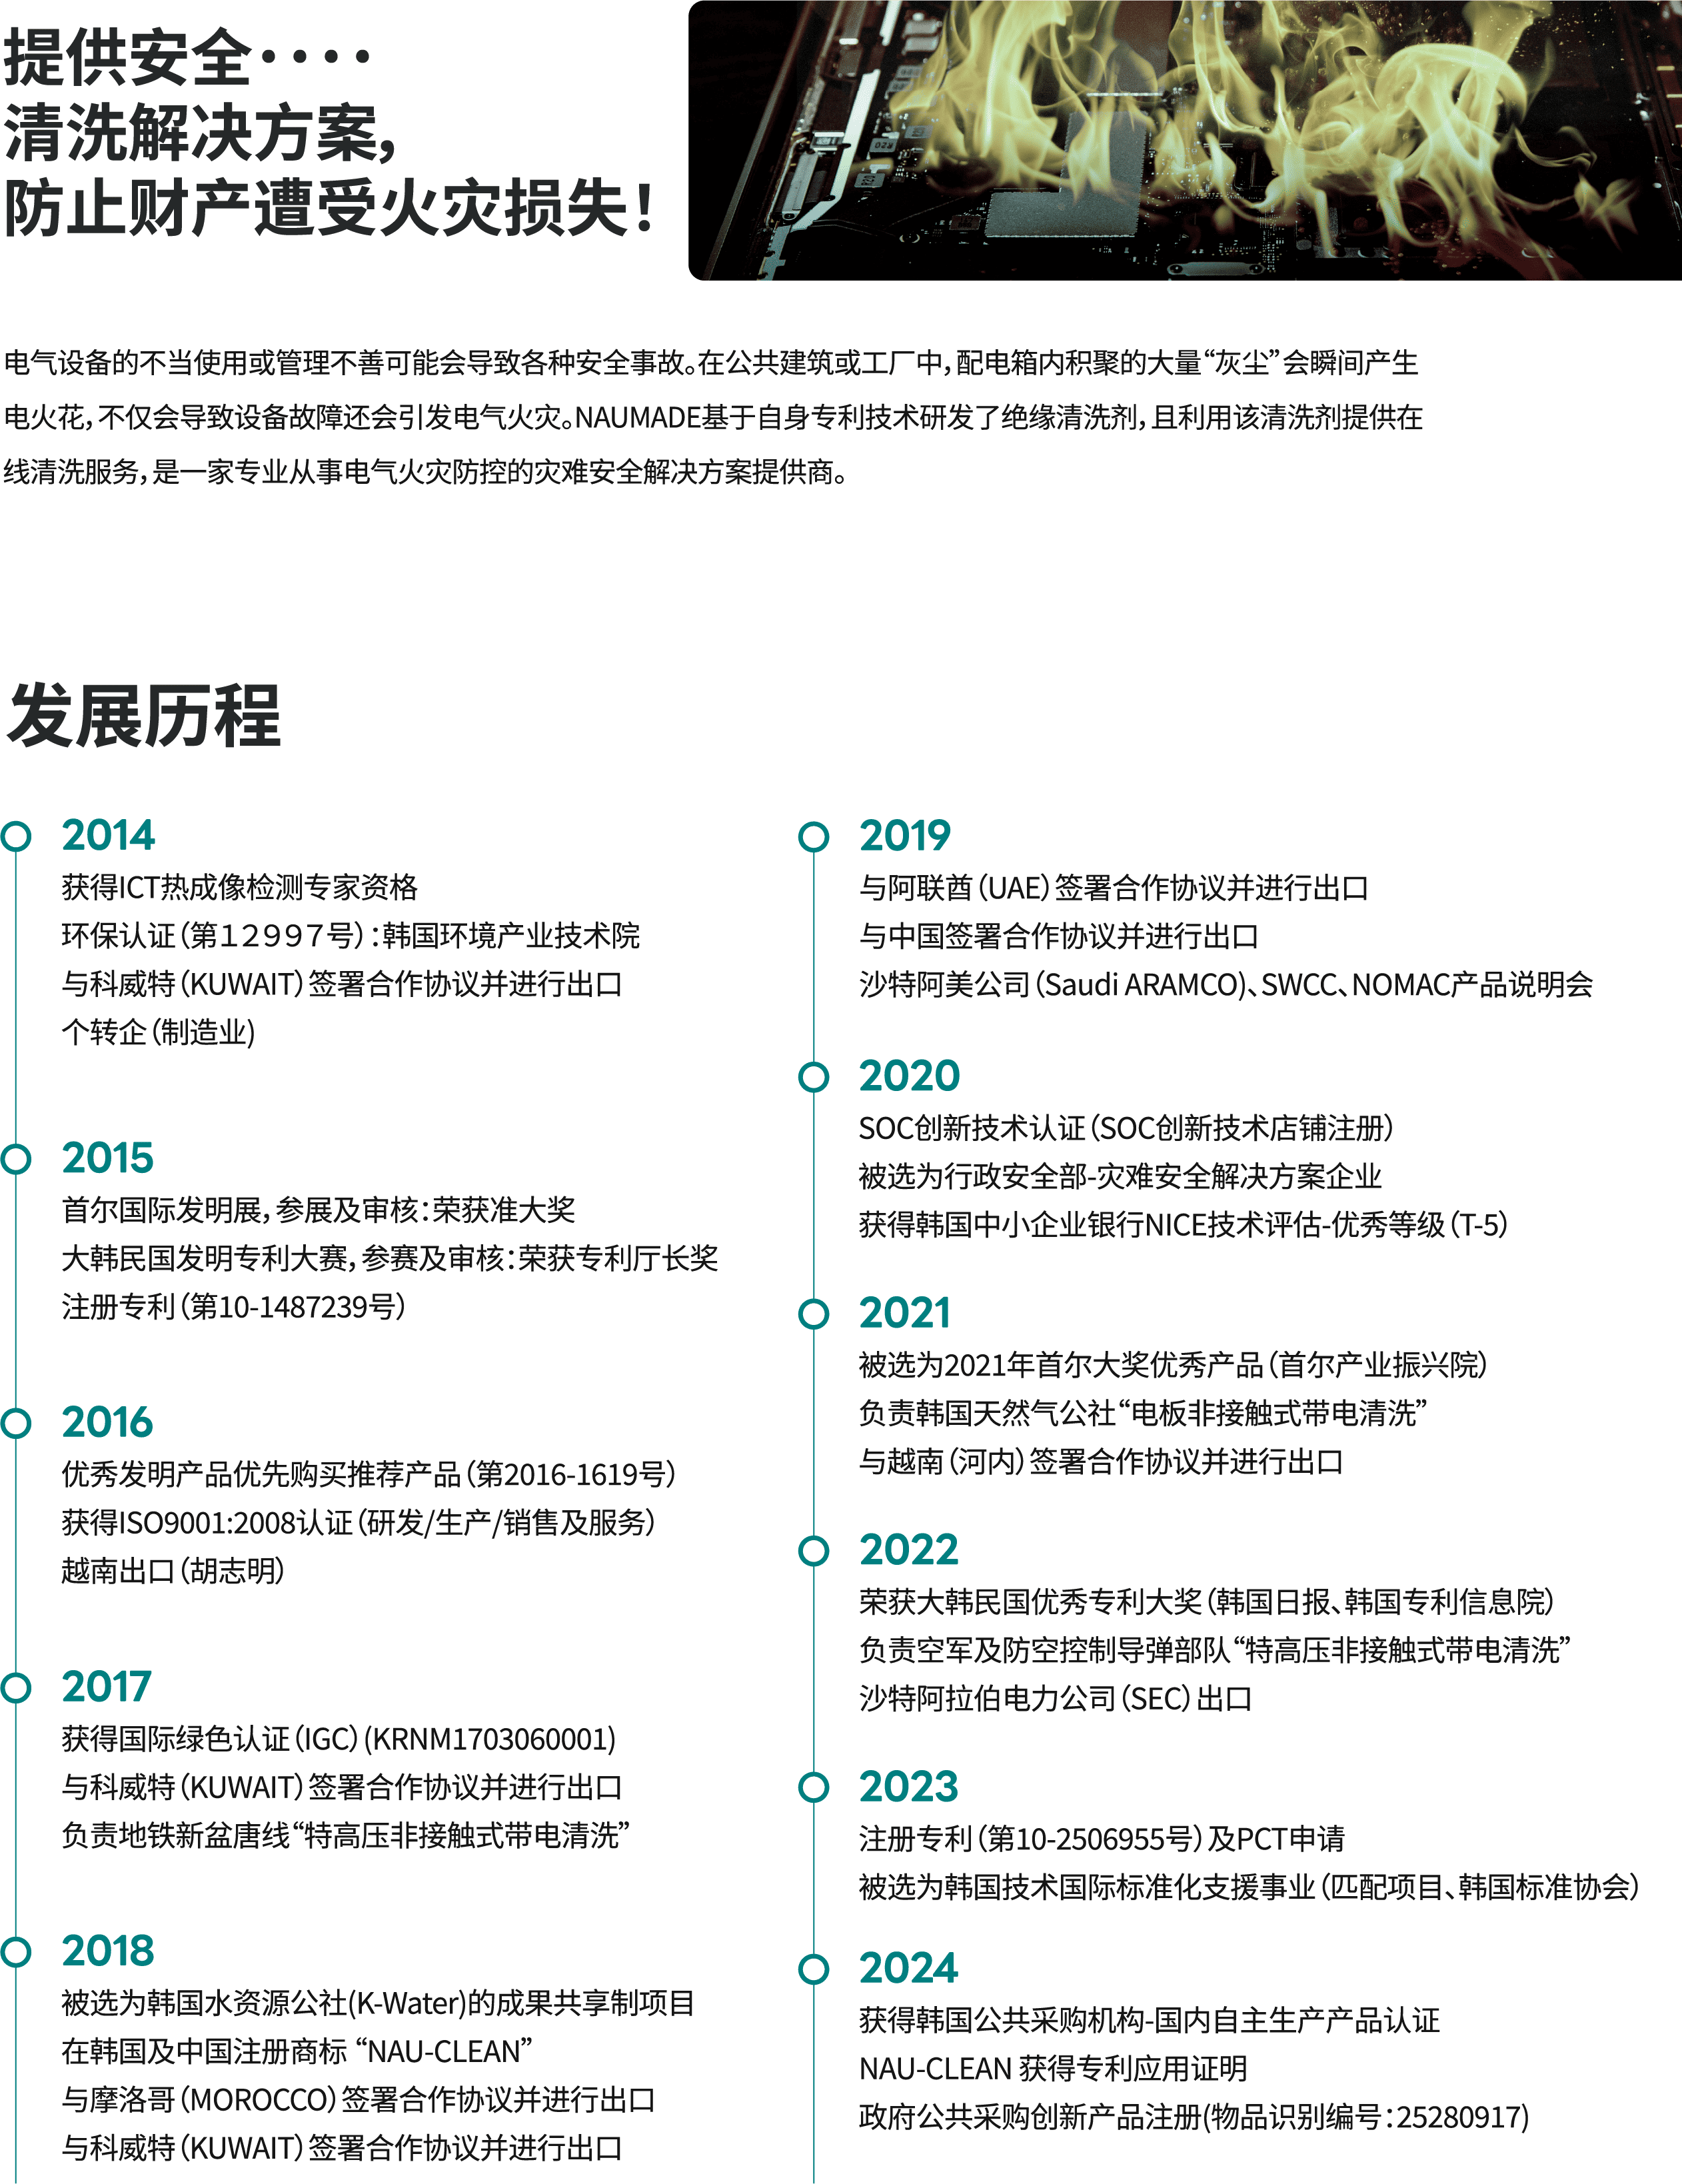 提供安全····
清洗解决方案，
防止财产遭受火灾损失！
电气设备的不当使用或管理不善可能会导致各种安全事故。在公共建筑或工厂中，配电箱内积聚的大量“灰尘”会瞬间产生
电火花，不仅会导致设备故障还会引发电气火灾。NAUMADE基于自身专利技术研发了绝缘清洗剂，且利用该清洗剂提供在
线清洗服务，是一家专业从事电气火灾防控的灾难安全解决方案提供商。
发展历程
2014
获得ICT热成像检测专家资格
环保认证（第１２９９７号）：韩国环境产业技术院
与科威特（KUWAIT）签署合作协议并进行出口
个转企（制造业)
2015
首尔国际发明展，参展及审核：荣获准大奖
大韩民国发明专利大赛，参赛及审核：荣获专利厅长奖
注册专利（第10-1487239号）
2016
优秀发明产品优先购买推荐产品（第2016-1619号）
获得ISO9001:2008认证（研发/生产/销售及服务）
越南出口（胡志明）
2017
获得国际绿色认证（IGC）(KRNM1703060001)
与科威特（KUWAIT）签署合作协议并进行出口
负责地铁新盆唐线“特高压非接触式带电清洗”
2018
被选为韩国水资源公社(K-Water)的成果共享制项目
在韩国及中国注册商标 “NAU-CLEAN”
与摩洛哥（MOROCCO）签署合作协议并进行出口
与科威特（KUWAIT）签署合作协议并进行出口
2019
与阿联酋（UAE）签署合作协议并进行出口
与中国签署合作协议并进行出口
沙特阿美公司（Saudi ARAMCO)、SWCC、NOMAC产品说明会
2020
SOC创新技术认证（SOC创新技术店铺注册）
被选为行政安全部-灾难安全解决方案企业
获得韩国中小企业银行NICE技术评估-优秀等级（T-5）
2021
被选为2021年首尔大奖优秀产品（首尔产业振兴院）
负责韩国天然气公社“电板非接触式带电清洗”
与越南（河内）签署合作协议并进行出口
2022
荣获大韩民国优秀专利大奖（韩国日报、韩国专利信息院）
负责空军及防空控制导弹部队“特高压非接触式带电清洗”
沙特阿拉伯电力公司（SEC）出口
2023
注册专利（第10-2506955号）及PCT申请
被选为韩国技术国际标准化支援事业（匹配项目、韩国标准协会）
2024
获得韩国公共采购机构-国内自主生产产品认证
NAU-CLEAN 获得专利应用证明
政府公共采购创新产品注册(物品识别编号：25280917)